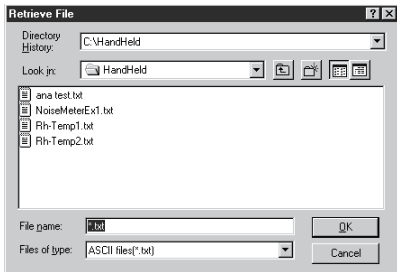 Retrieve File
Directory History: C:\HandHeld
Look in: HandHeld
ana test.txt
NoiseMeterEx1.txt
Rh-Temp1.txt
Rh-Temp2.txt
File name: *.txt OK
Files of type: ASCII files(*.txt) Cancel